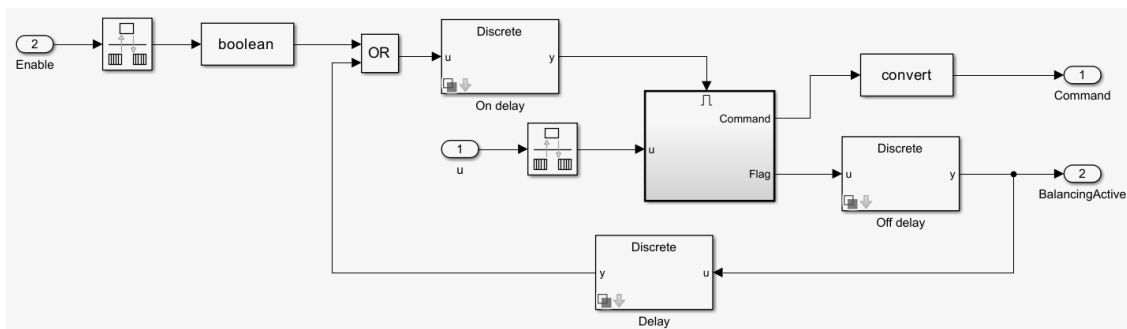 2
Enable
boolean
OR
Discrete
u
y
On delay
1
u
u
Command
Flag
convert
1
Command
Discrete
u
y
Off delay
2
BalancingActive
Discrete
y
u
Delay